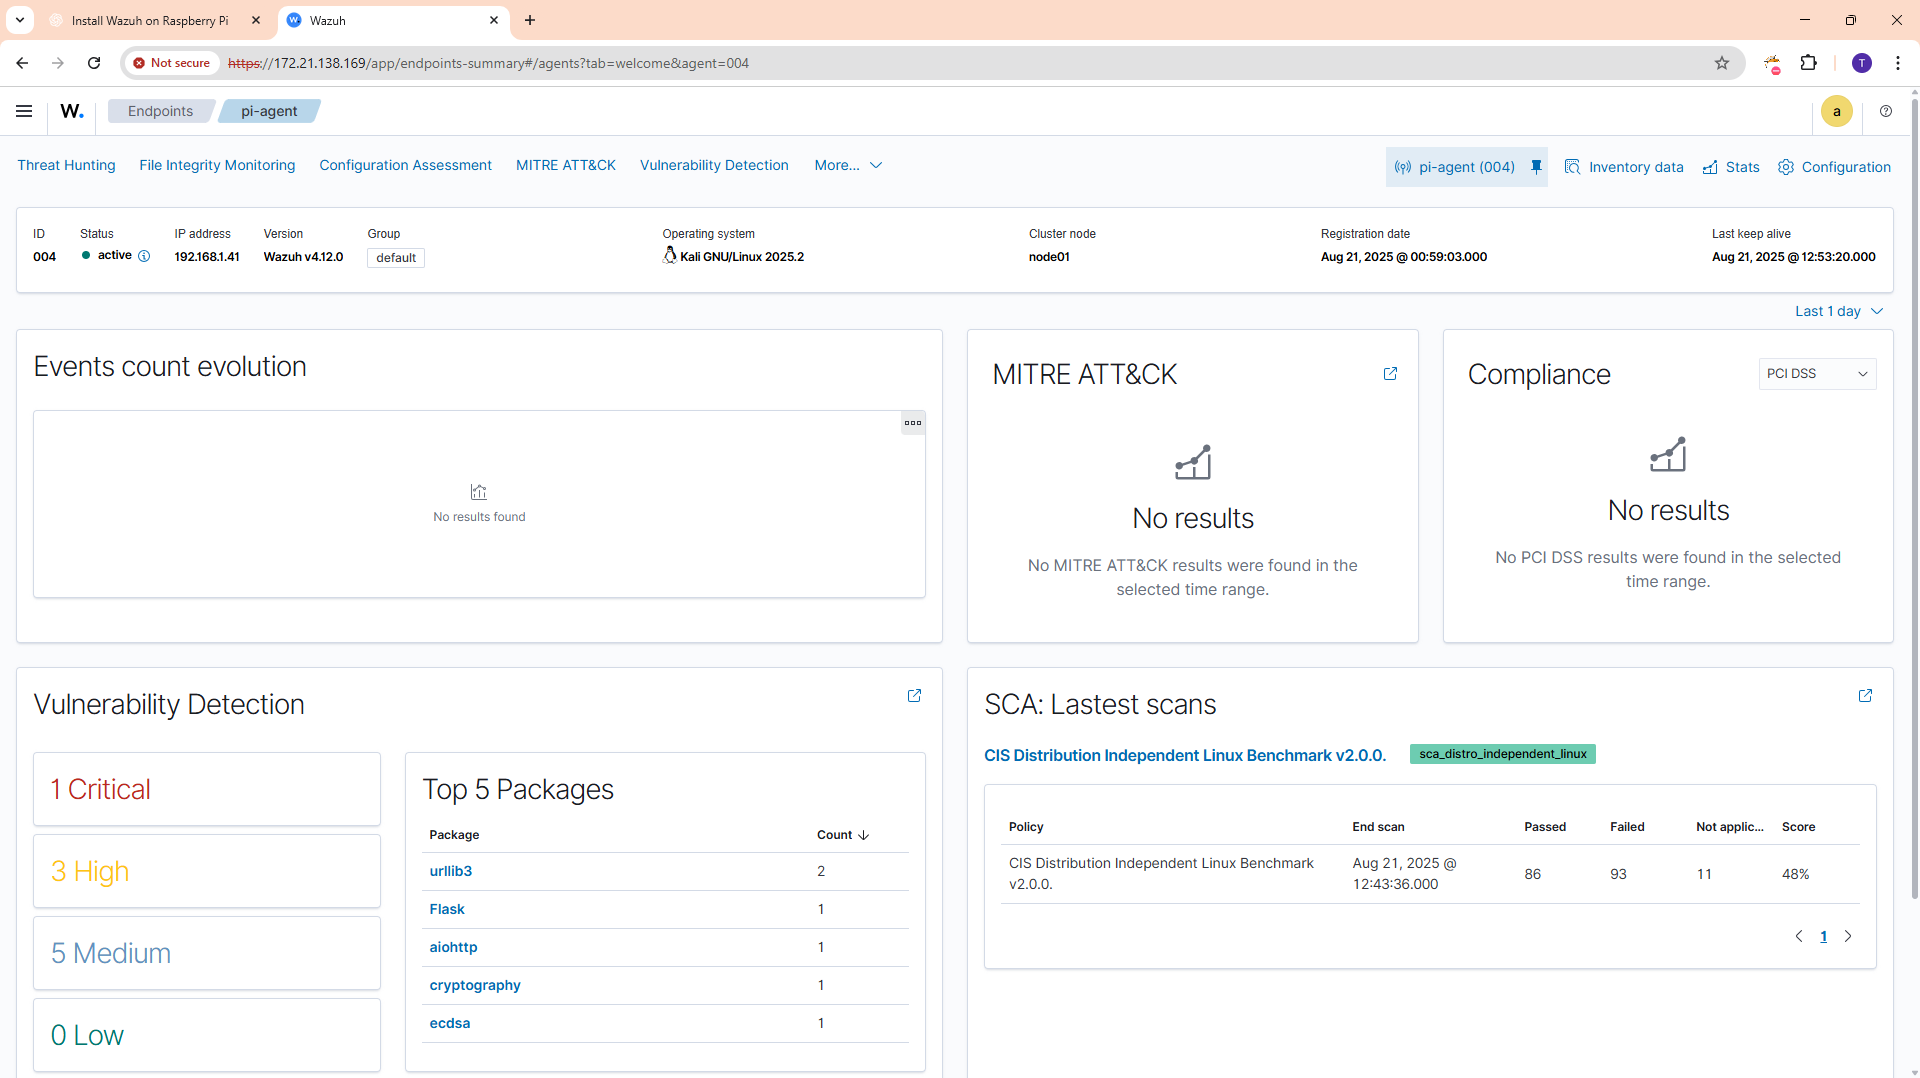 Install Wazuh on Raspberry Pi
Wazuh
Not secure
https://172.21.138.169/app/endpoints-summary#/agents?tab=welcome&agent=004
T
W.
Endpoints
pi-agent
a
Threat Hunting
File Integrity Monitoring
Configuration Assessment
MITRE ATT&CK
Vulnerability Detection
More...
pi-agent (004)
Inventory data
Stats
Configuration
ID
Status
IP address
Version
Group
Operating system
Cluster node
Registration date
Last keep alive
004
active
192.168.1.41
Wazuh v4.12.0
default
Kali GNU/Linux 2025.2
node01
Aug 21, 2025 @ 00:59:03.000
Aug 21, 2025 @ 12:53:20.000
Last 1 day
Events count evolution
No results found
MITRE ATT&CK
No results
No MITRE ATT&CK results were found in the
selected time range.
Compliance
PCI DSS
No results
No PCI DSS results were found in the selected
time range.
Vulnerability Detection
1 Critical
3 High
5 Medium
0 Low
Top 5 Packages
Package Count
urllib3 2
Flask 1
aiohttp 1
cryptography 1
ecdsa 1
SCA: Lastest scans
CIS Distribution Independent Linux Benchmark v2.0.0.
sca_distro_independent_linux
Policy End scan Passed Failed Not applic... Score
CIS Distribution Independent Linux Benchmark
v2.0.0.
Aug 21, 2025 @
12:43:36.000
86 93 11 48%
1